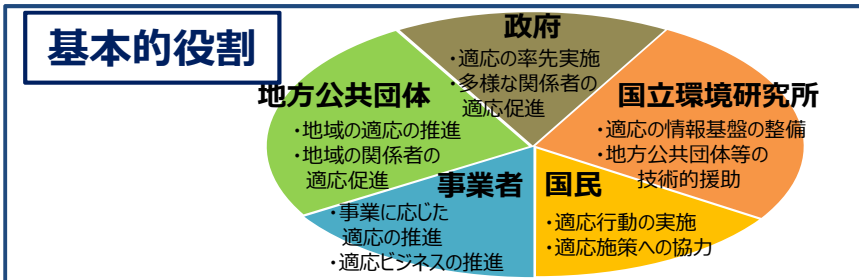 基本的役割
政府
・適応の率先実施
・多様な関係者の
適応促進
地方公共団体
・地域の適応の推進
・地域の関係者の
適応促進
国立環境研究所
・適応の情報基盤の整備
・地方公共団体等の
技術的援助
事業者
・事業に応じた
適応の推進
・適応ビジネスの推進
国民
・適応行動の実施
・適応施策への協力